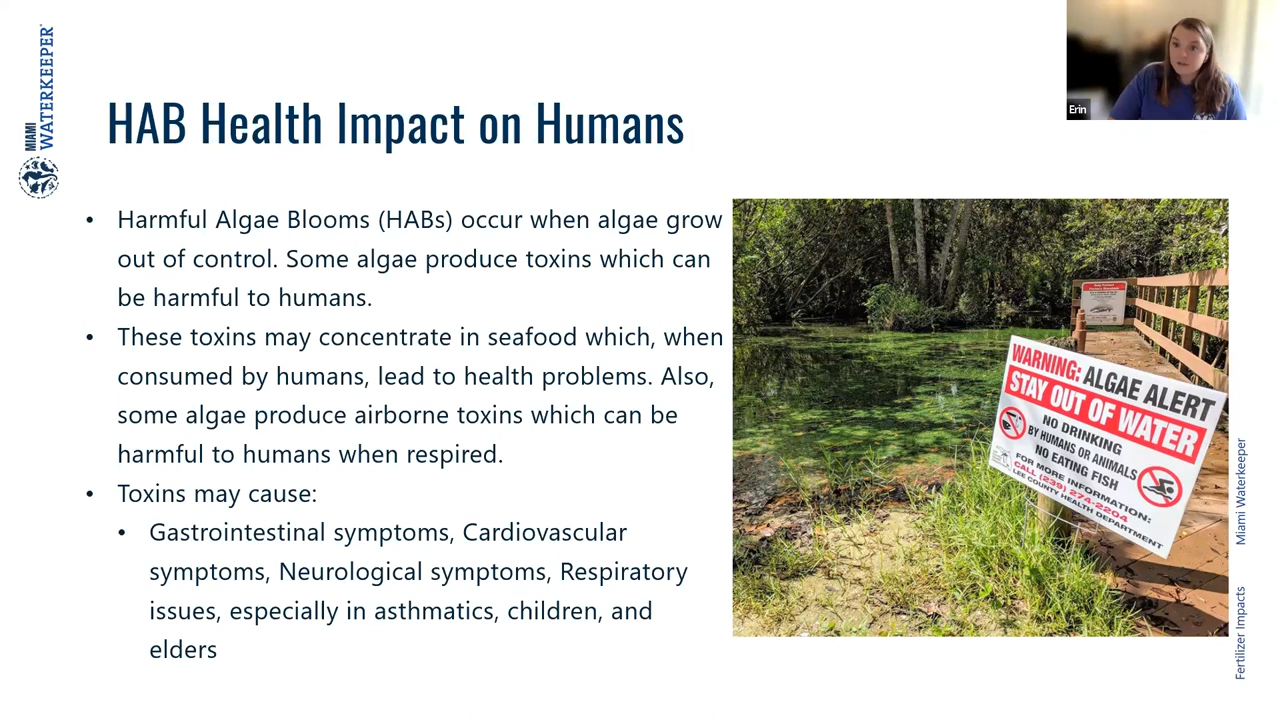 MIAMI
WATERKEEPER
Erin
HAB Health Impact on Humans
• Harmful Algae Blooms (HABs) occur when algae grow
out of control. Some algae produce toxins which can
be harmful to humans.
• These toxins may concentrate in seafood which, when
consumed by humans, lead to health problems. Also,
some algae produce airborne toxins which can be
harmful to humans when respired.
• Toxins may cause:
• Gastrointestinal symptoms, Cardiovascular
symptoms, Neurological symptoms, Respiratory
issues, especially in asthmatics, children, and
elders
WARNING: ALGAE ALERT
STAY OUT OF WATER
NO DRINKING
BY HUMANS OR ANIMALS
NO EATING FISH
FOR MORE INFORMATION:
CALL (239) 274-2204
LEE COUNTY HEALTH DEPARTMENT
Miami Waterkeeper
Fertilizer Impacts